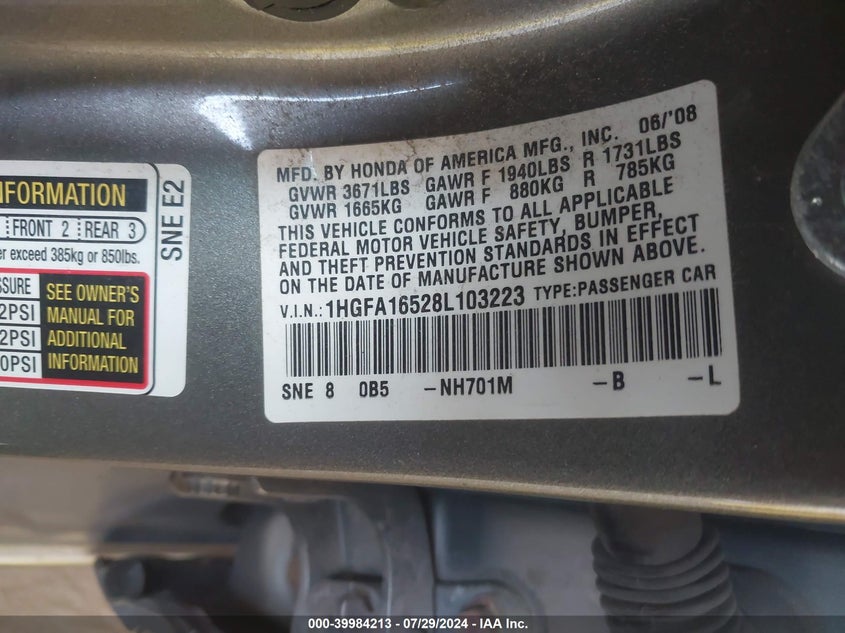 INFORMATION
FRONT 2 REAR 3
er exceed 385kg or 850lbs.
SSURE
2PSI
2PSI
0PSI
SEE OWNER'S
MANUAL FOR
ADDITIONAL
INFORMATION
SNE E2
MFD. BY HONDA OF AMERICA MFG., INC. 06/'08
GVWR 3671LBS GAWR F 1940LBS R 1731LBS
GVWR 1665KG GAWR F 880KG R 785KG
THIS VEHICLE CONFORMS TO ALL APPLICABLE
FEDERAL MOTOR VEHICLE SAFETY, BUMPER,
AND THEFT PREVENTION STANDARDS IN EFFECT
ON THE DATE OF MANUFACTURE SHOWN ABOVE.
V.I.N.: 1HGFA16528L103223 TYPE:PASSENGER CAR
SNE 8 0B5 -NH701M -B -L
000-39984213 - 07/29/2024 - IAAI Inc.